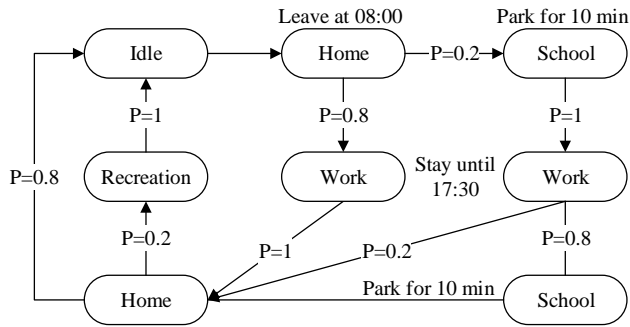 Leave at 08:00
Park for 10 min
Idle
Home
P=0.2
School
P=1
P=0.8
P=1
P=0.8
Recreation
Work
Stay until
17:30
Work
P=0.2
P=1
P=0.2
P=0.8
Home
Park for 10 min
School